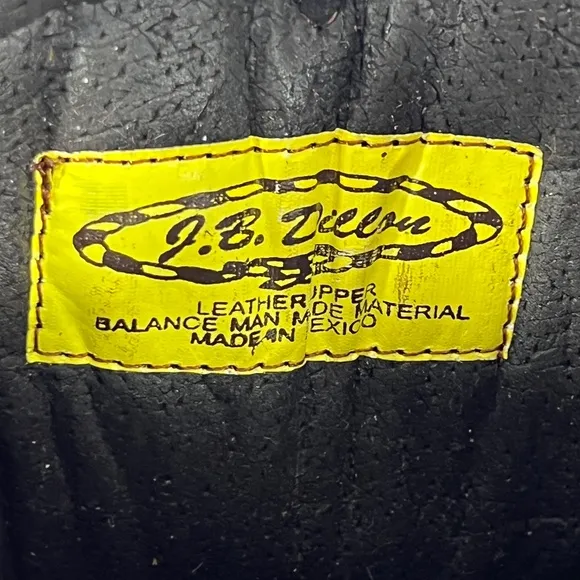 J.B. Dillon
LEATHER UPPER
BALANCE MAN MADE MATERIAL
MADE IN MEXICO